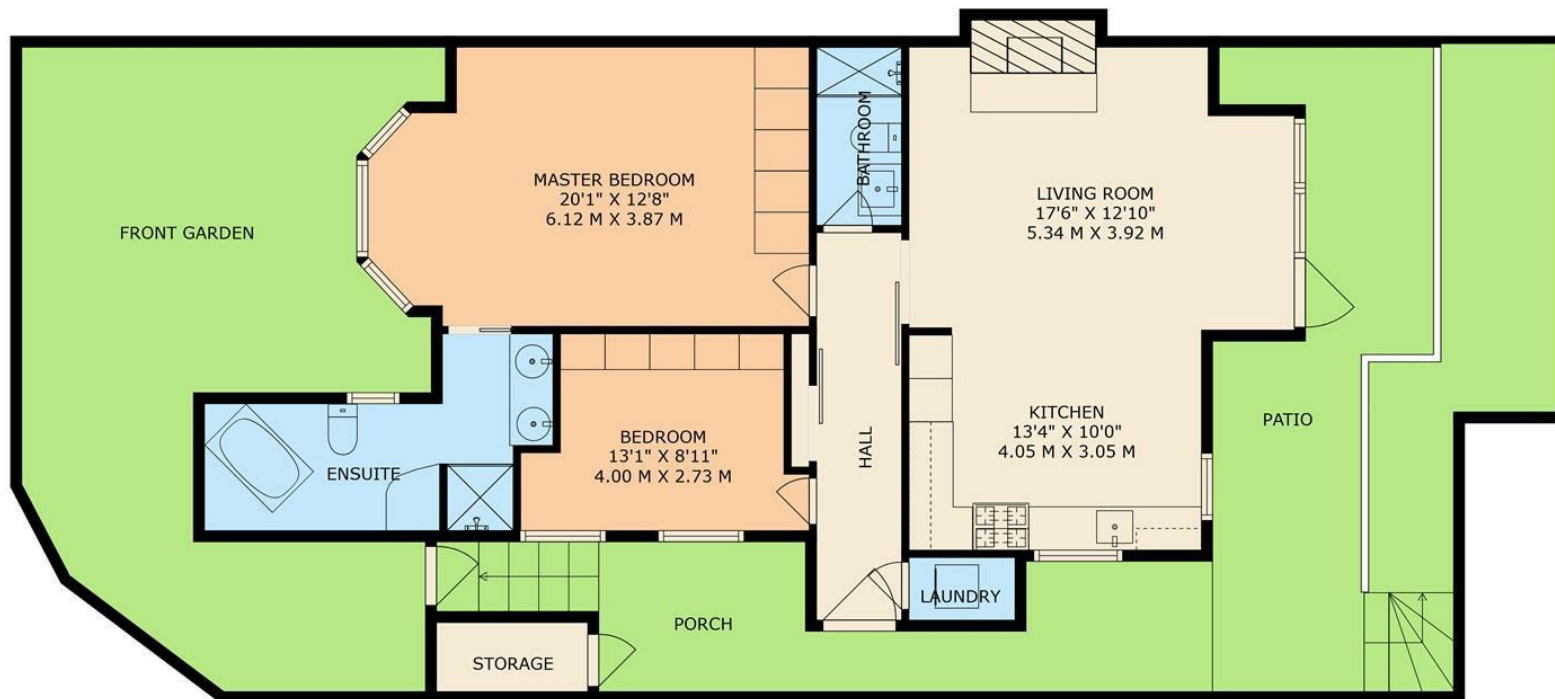 FRONT GARDEN
MASTER BEDROOM
20'1" X 12'8"
6.12 M X 3.87 M
BATHROOM
LIVING ROOM
17'6" X 12'10"
5.34 M X 3.92 M
ENSUITE
BEDROOM
13'1" X 8'11"
4.00 M X 2.73 M
HALL
KITCHEN
13'4" X 10'0"
4.05 M X 3.05 M
PATIO
LAUNDRY
PORCH
STORAGE